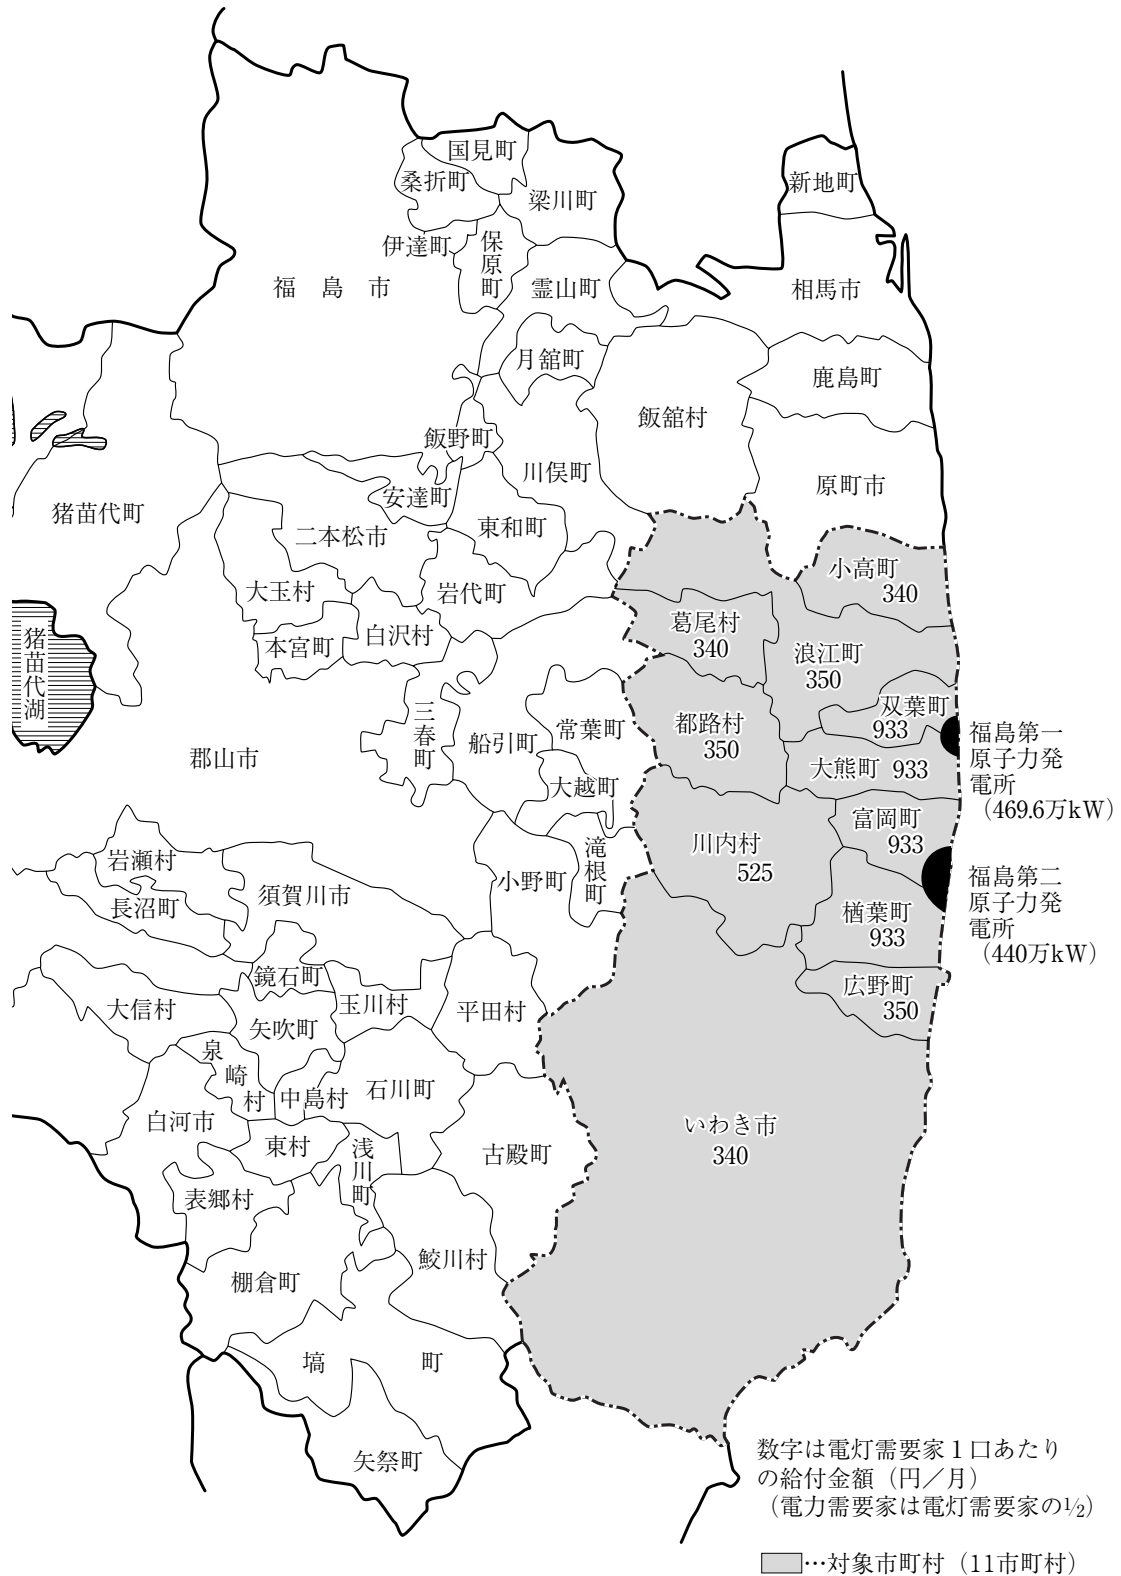 国見町
桑折町
梁川町
新地町
伊達町
保原町
福島市
霊山町
相馬市
月舘町
鹿島町
飯舘村
飯野町
川俣町
原町市
安達町
猪苗代町
二本松市
東和町
小高町
340
大玉村
岩代町
葛尾村
340
猪苗代湖
本宮町
白沢村
浪江町
350
双葉町
933
三春町
船引町
常葉町
都路村
350
福島第一
原子力発
電所
(469.6万kW)
郡山市
大越町
大熊町 933
富岡町
933
岩瀬村
滝根町
川内村
525
小野町
長沼町
須賀川市
福島第二
原子力発
電所
(440万kW)
楢葉町
933
鏡石町
広野町
350
大信村
玉川村
平田村
矢吹町
泉崎村
中島村
石川町
白河市
東村
浅川町
古殿町
いわき市
340
表郷村
鮫川村
棚倉町
塙町
矢祭町
数字は電灯需要家1口あたり
の給付金額（円／月）
（電力需要家は電灯需要家の1/2）
…対象市町村（11市町村）